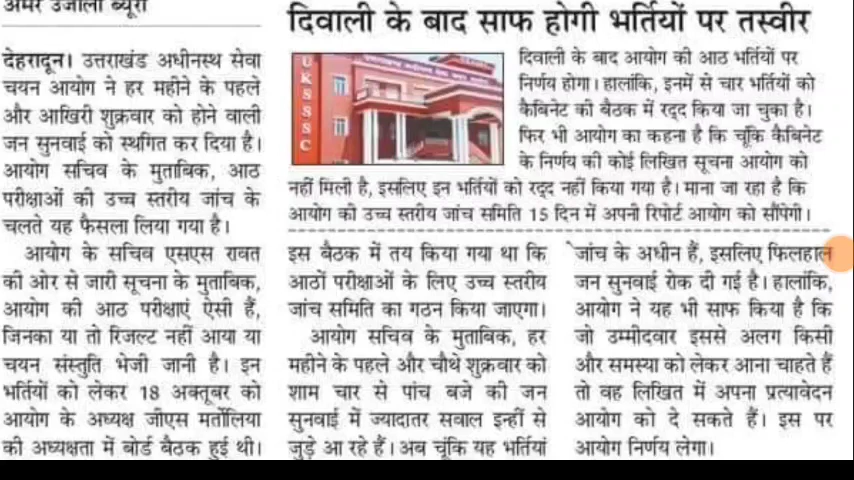 अमर उजाला ब्यूरो
देहरादून। उत्तराखंड अधीनस्थ सेवा
चयन आयोग ने हर महीने के पहले
और आखिरी शुक्रवार को होने वाली
जन सुनवाई को स्थगित कर दिया है।
आयोग सचिव के मुताबिक, आठ
परीक्षाओं की उच्च स्तरीय जांच के
चलते यह फैसला लिया गया है।
आयोग के सचिव एसएस रावत
की ओर से जारी सूचना के मुताबिक,
आयोग की आठ परीक्षाएं ऐसी हैं,
जिनका या तो रिजल्ट नहीं आया या
चयन संस्तुति भेजी जानी है। इन
भर्तियों को लेकर 18 अक्तूबर को
आयोग के अध्यक्ष जीएस मर्तोलिया
की अध्यक्षता में बोर्ड बैठक हुई थी।
दिवाली के बाद साफ होगी भर्तियों पर तस्वीर
UKSSSC
दिवाली के बाद आयोग की आठ भर्तियों पर
निर्णय होगा। हालांकि, इनमें से चार भर्तियों को
कैबिनेट की बैठक में रद्द किया जा चुका है।
फिर भी आयोग का कहना है कि चूंकि कैबिनेट
के निर्णय की कोई लिखित सूचना आयोग को
नहीं मिली है, इसलिए इन भर्तियों को रद्द नहीं किया गया है। माना जा रहा है कि
आयोग की उच्च स्तरीय जांच समिति 15 दिन में अपनी रिपोर्ट आयोग को सौंपेगी।
इस बैठक में तय किया गया था कि
आठों परीक्षाओं के लिए उच्च स्तरीय
जांच समिति का गठन किया जाएगा।
आयोग सचिव के मुताबिक, हर
महीने के पहले और चौथे शुक्रवार को
शाम चार से पांच बजे की जन
सुनवाई में ज्यादातर सवाल इन्हीं से
जुड़े आ रहे हैं। अब चूंकि यह भर्तियां
जांच के अधीन हैं, इसलिए फिलहाल
जन सुनवाई रोक दी गई है। हालांकि,
आयोग ने यह भी साफ किया है कि
जो उम्मीदवार इससे अलग किसी
और समस्या को लेकर आना चाहते हैं
तो वह लिखित में अपना प्रत्यावेदन
आयोग को दे सकते हैं। इस पर
आयोग निर्णय लेगा।